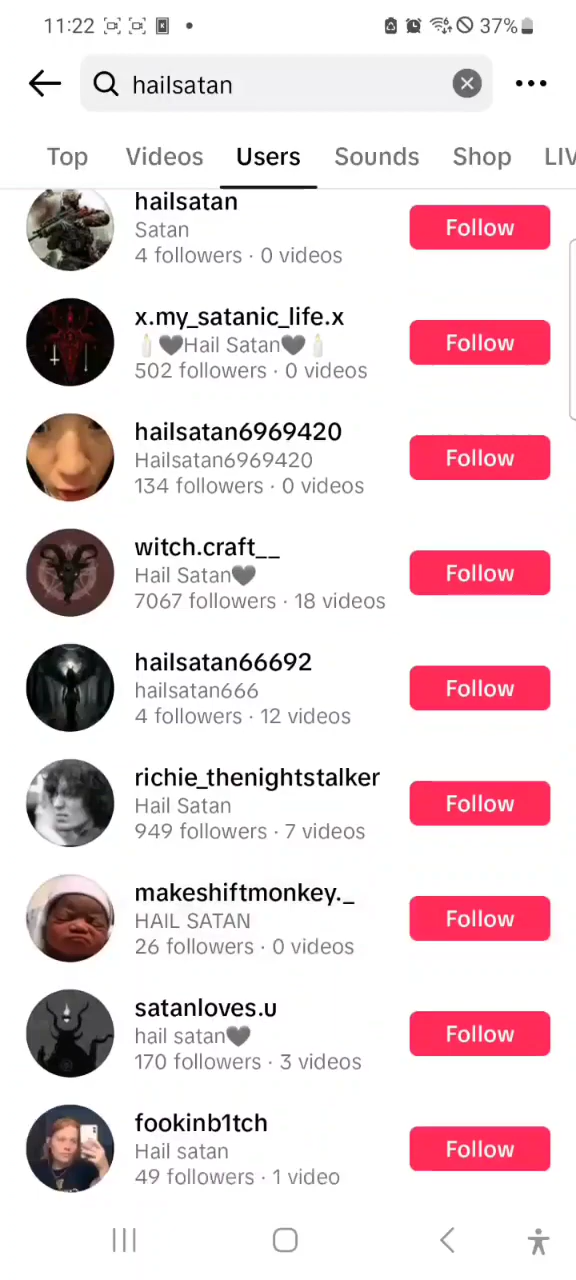 11:22 37%
hailsatan
Top Videos Users Sounds Shop LIV
hailsatan
Satan
4 followers · 0 videos
Follow
x.my_satanic_life.x
🕯️🖤Hail Satan🖤🕯️
502 followers · 0 videos
Follow
hailsatan6969420
Hailsatan6969420
134 followers · 0 videos
Follow
witch.craft__
Hail Satan🖤
7067 followers · 18 videos
Follow
hailsatan66692
hailsatan666
4 followers · 12 videos
Follow
richie_thenightstalker
Hail Satan
949 followers · 7 videos
Follow
makeshiftmonkey._
HAIL SATAN
26 followers · 0 videos
Follow
satanloves.u
hail satan🖤
170 followers · 3 videos
Follow
fookinb1tch
Hail satan
49 followers · 1 video
Follow